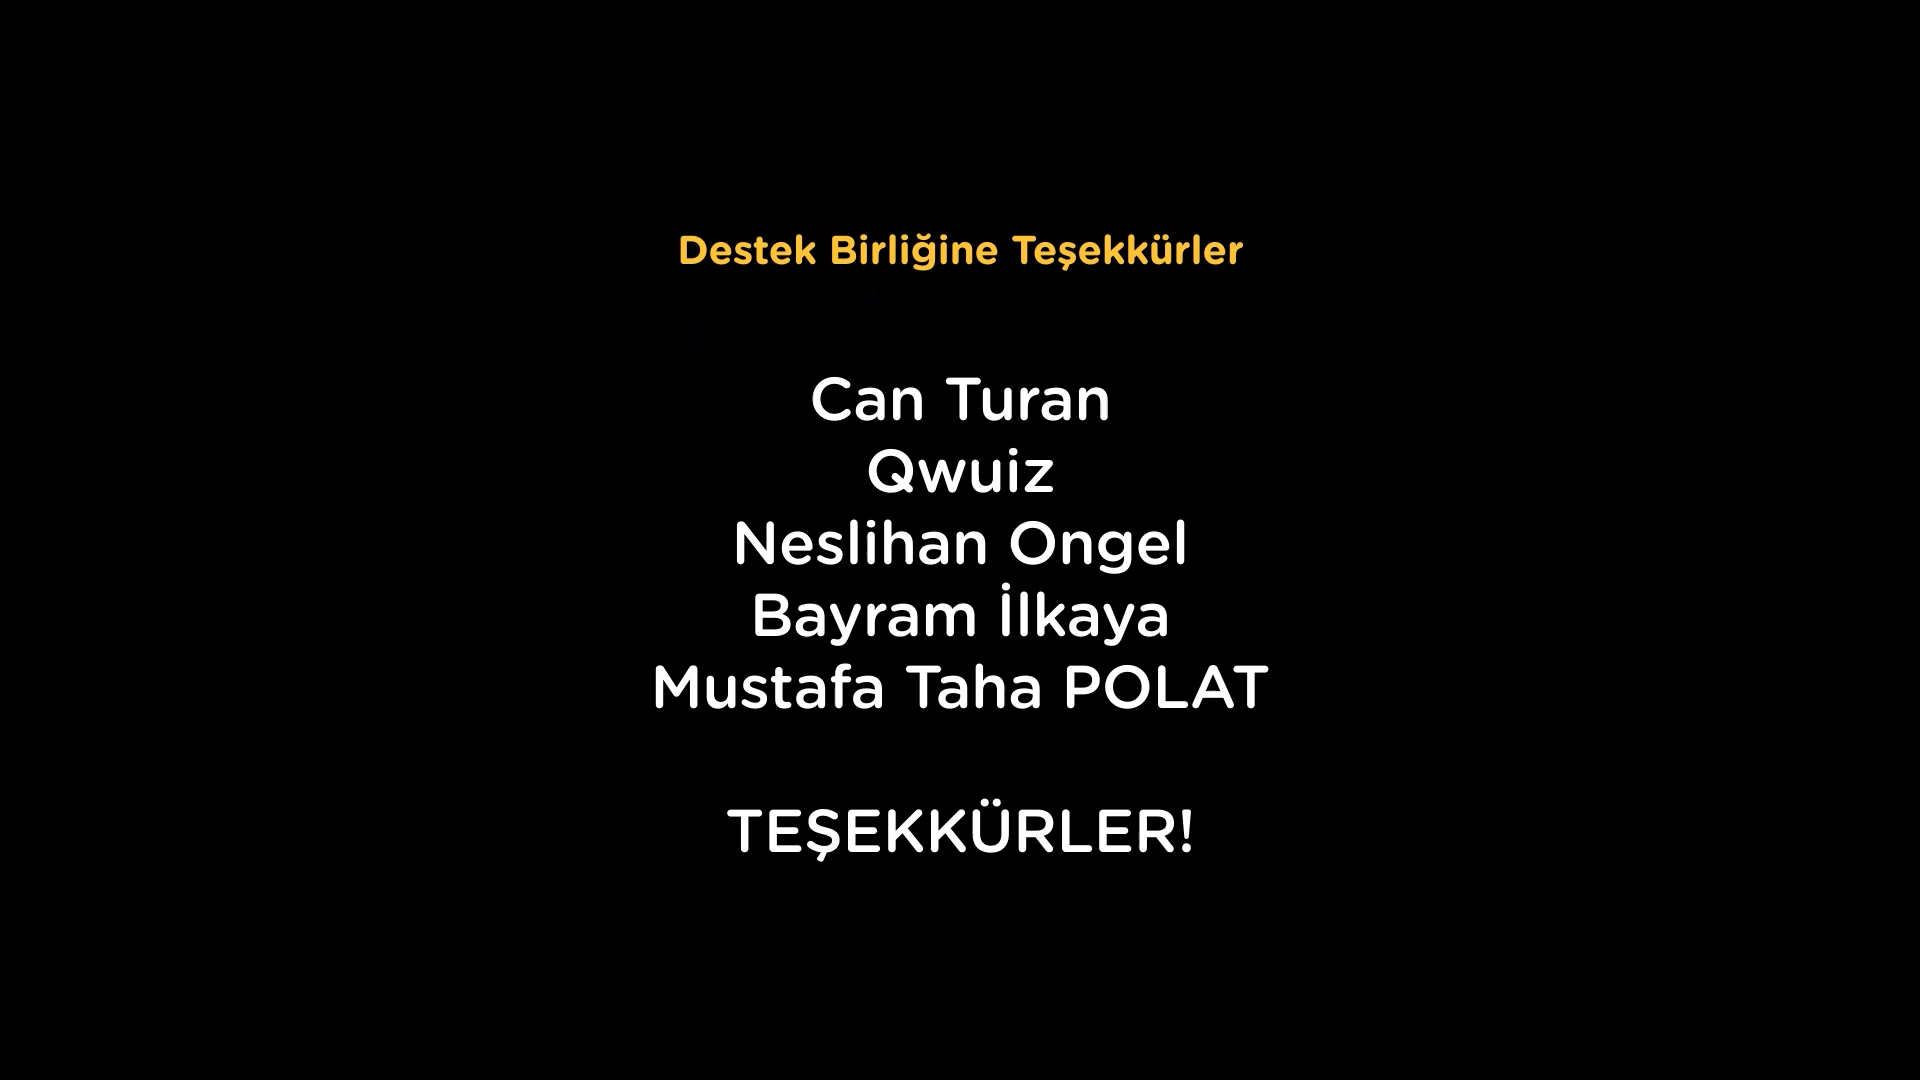 Destek Birliğine Teşekkürler
Can Turan
Qwuiz
Neslihan Ongel
Bayram İlkaya
Mustafa Taha POLAT
TEŞEKKÜRLER!